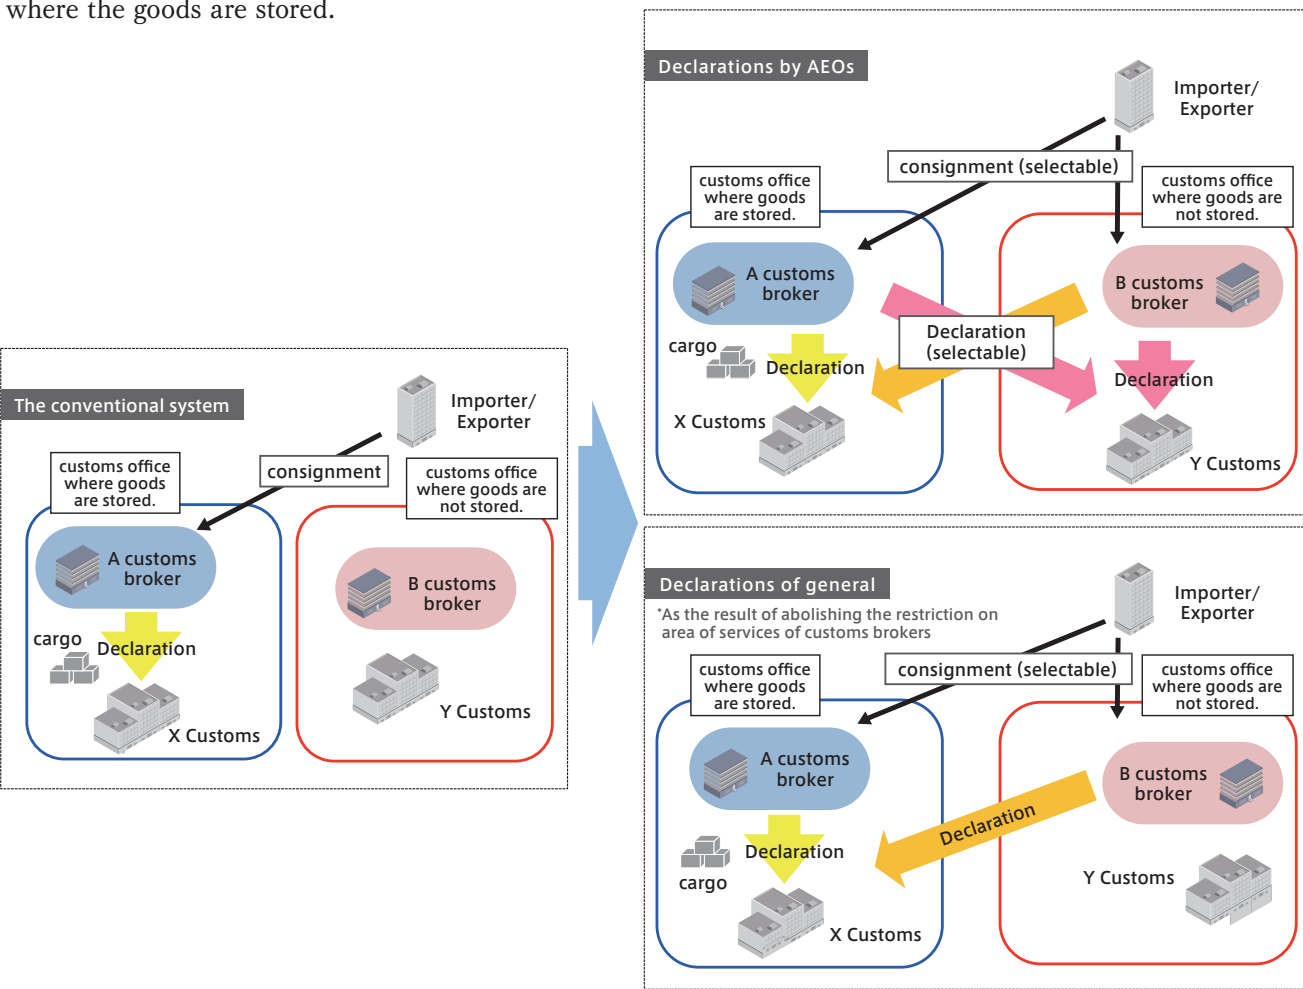 where the goods are stored.
The conventional system
Importer/
Exporter
consignment
customs office
where goods
are stored.
customs office
where goods are
not stored.
A customs
broker
B customs
broker
cargo
Declaration
X Customs
Y Customs
Declarations by AEOs
Importer/
Exporter
consignment (selectable)
customs office
where goods
are stored.
customs office
where goods are
not stored.
A customs
broker
B customs
broker
Declaration
(selectable)
cargo
Declaration
Declaration
X Customs
Y Customs
Declarations of general
*As the result of abolishing the restriction on
area of services of customs brokers
Importer/
Exporter
consignment (selectable)
customs office
where goods
are stored.
customs office
where goods are
not stored.
A customs
broker
B customs
broker
Declaration
Declaration
cargo
Y Customs
X Customs